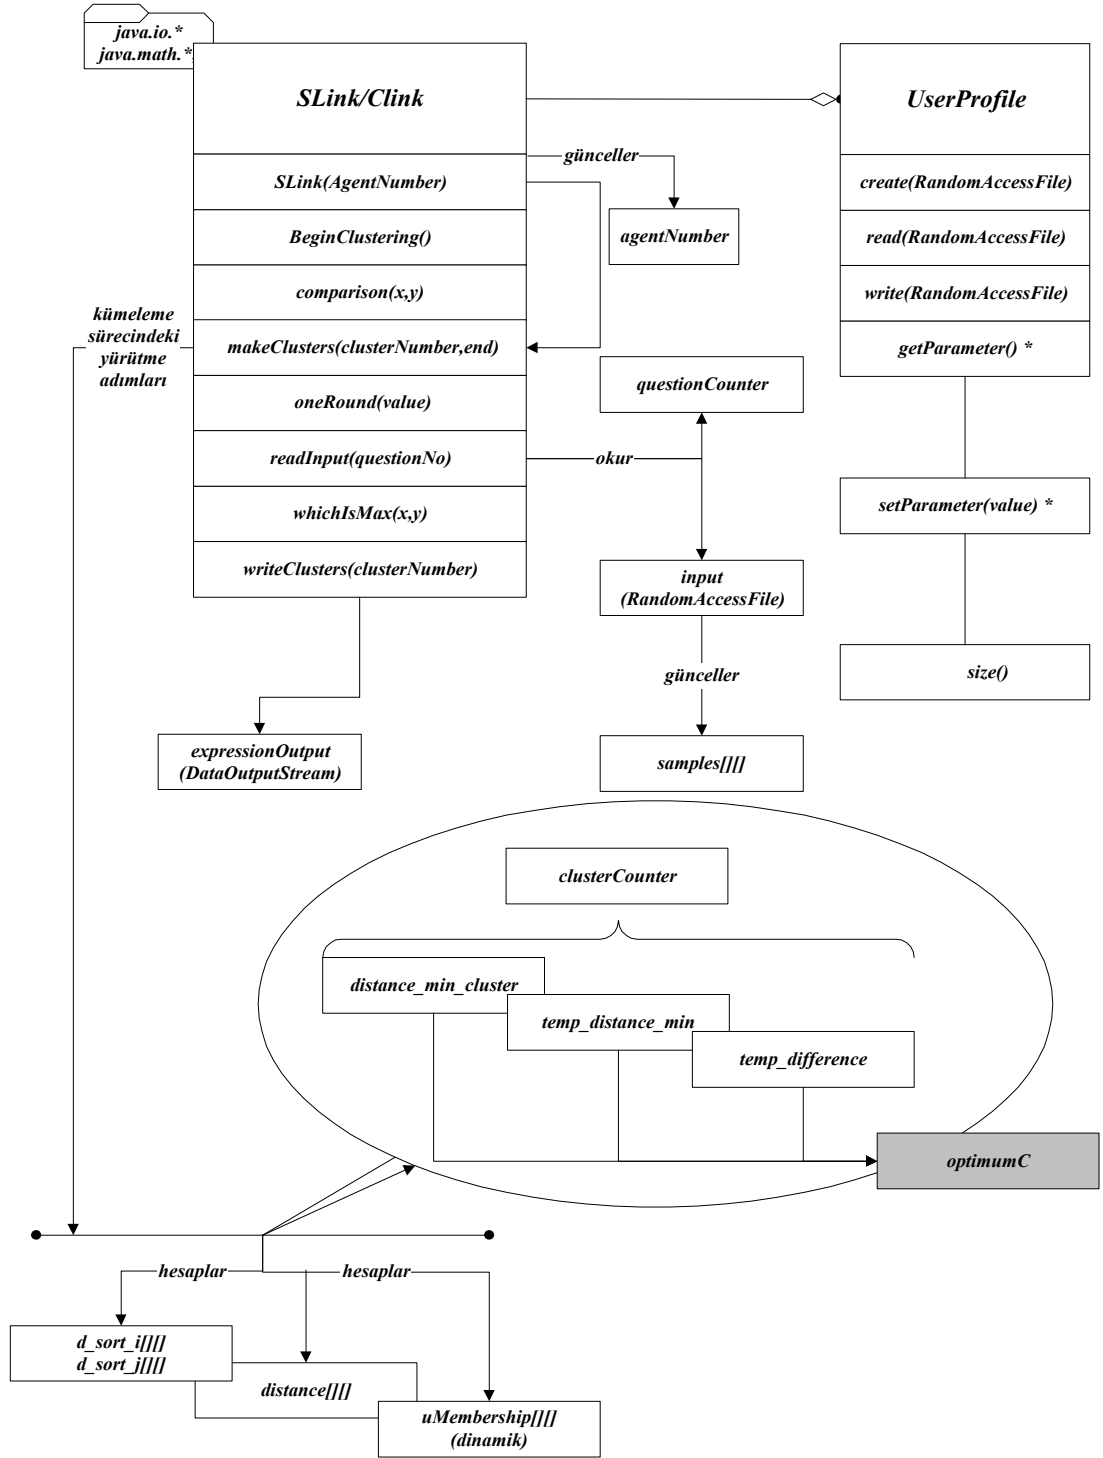 java.io.*
java.math.*,
SLink/Clink
UserProfile
SLink(AgentNumber)
günceller
create(RandomAccessFile)
BeginClustering()
agentNumber
read(RandomAccessFile)
comparison(x,y)
write(RandomAccessFile)
kümeleme
sürecindeki
yürütme
adımları
makeClusters(clusterNumber,end)
getParameter() *
questionCounter
oneRound(value)
readInput(questionNo)
okur
whichIsMax(x,y)
setParameter(value) *
writeClusters(clusterNumber)
input
(RandomAccessFile)
günceller
size()
expressionOutput
(DataOutputStream)
samples[][]
clusterCounter
distance_min_cluster
temp_distance_min
temp_difference
optimumC
hesaplar
hesaplar
d_sort_i[][]
d_sort_j[][]
distance[][]
uMembership[][]
(dinamik)